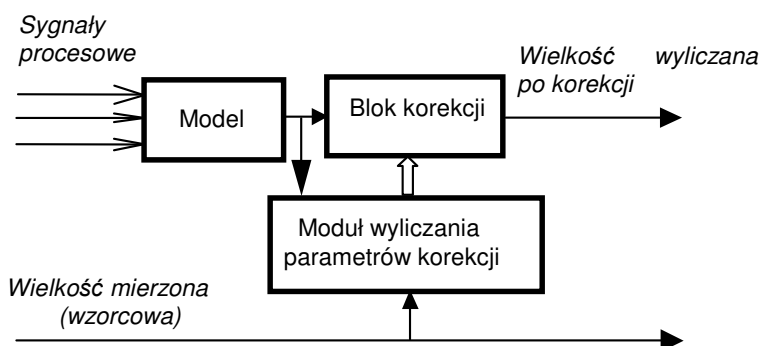 Sygnały
procesowe
Wielkość wyliczana
po korekcji
Model
Blok korekcji
Moduł wyliczania
parametrów korekcji
Wielkość mierzona
(wzorcowa)